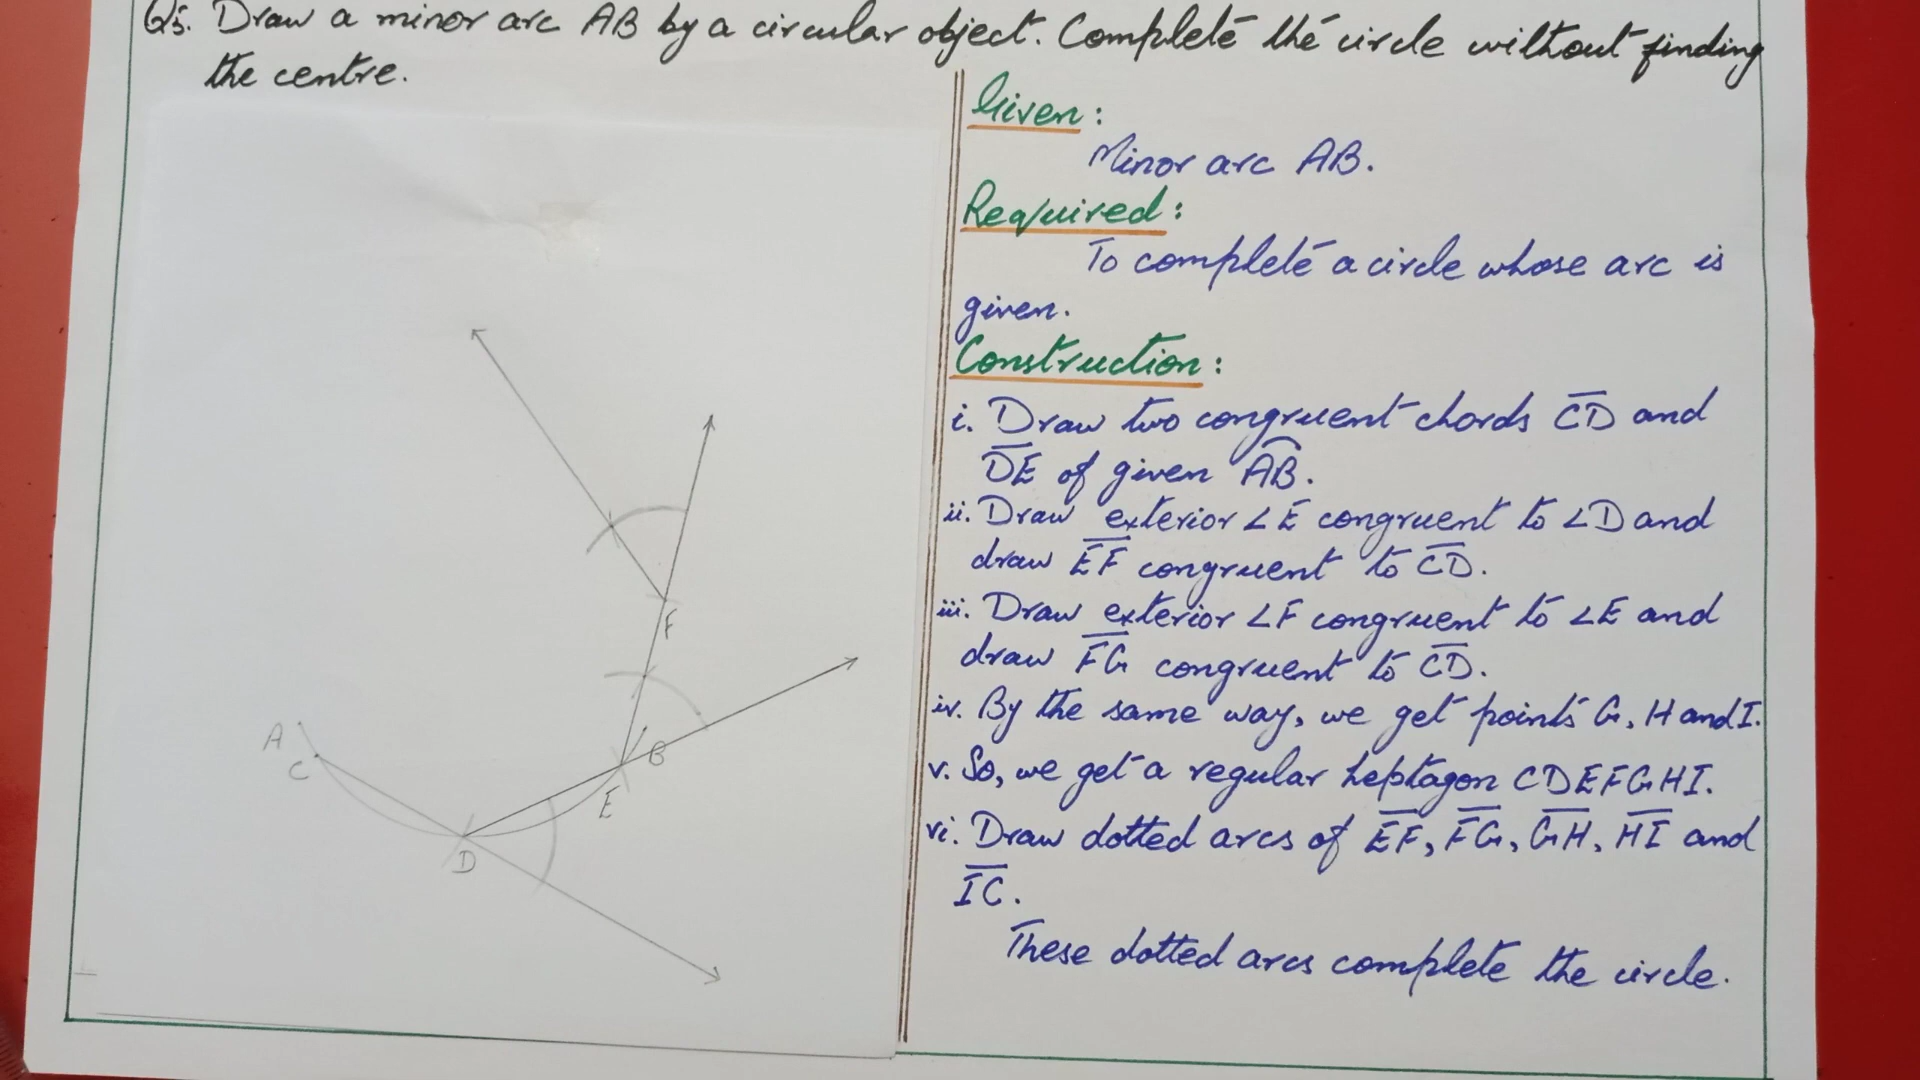 Q5. Draw a minor arc AB by a circular object. Complete the circle without finding
the centre.
Given:
Minor arc AB.
Required:
To complete a circle whose arc is
given.
Construction:
i. Draw two congruent chords CD and
DE of given AB.
ii. Draw exterior ∠E congruent to ∠D and
draw EF congruent to CD.
iii. Draw exterior ∠F congruent to ∠E and
draw FG congruent to CD.
iv. By the same way, we get points G, H and I.
v. So, we get a regular heptagon CDEFGHI.
vi. Draw dotted arcs of EF, FG, GH, HI and
IC.
These dotted arcs complete the circle.
F
A
B
C
E
D